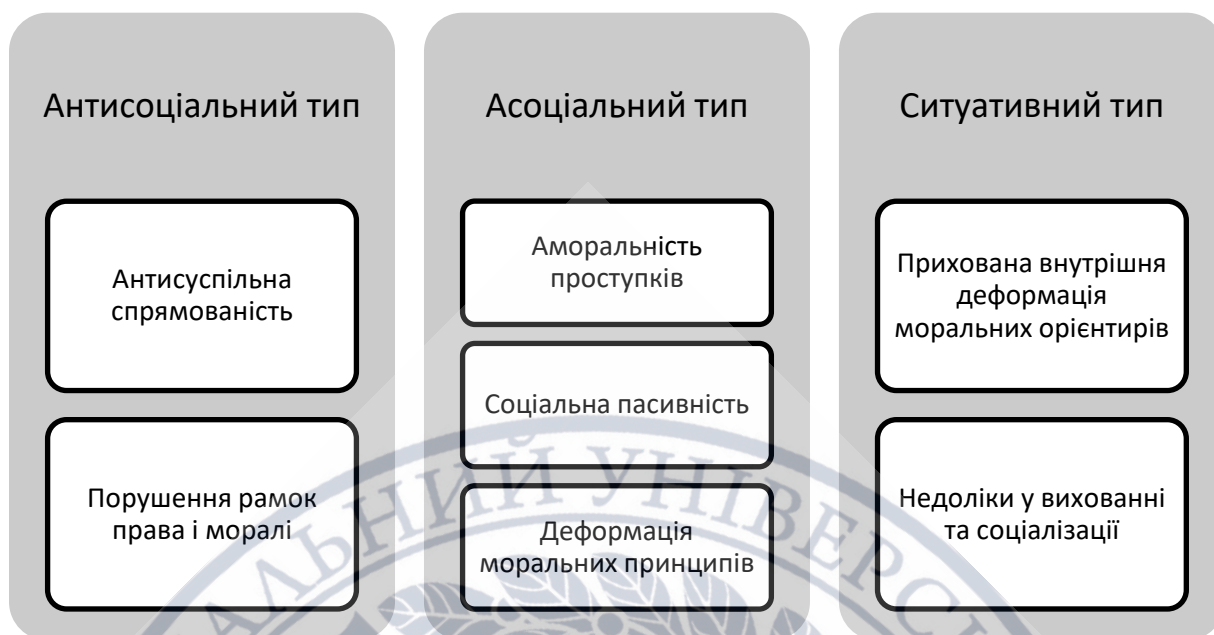 Антисоціальний тип
Антисуспільна
спрямованість
Порушення рамок
права і моралі
Асоціальний тип
Аморальність
проступків
Соціальна пасивність
Деформація
моральних принципів
Ситуативний тип
Прихована внутрішня
деформація
моральних орієнтирів
Недоліки у вихованні
та соціалізації